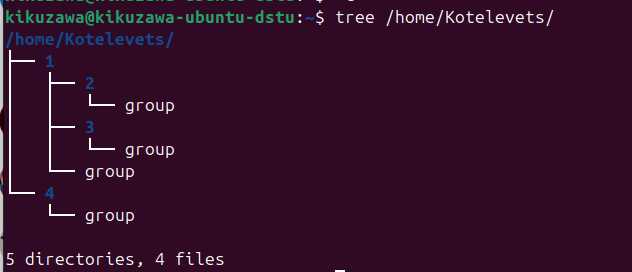 kikuzawa@kikuzawa-ubuntu-dstu:~$ tree /home/Kotelevets/
/home/Kotelevets/
├── 1
│   ├── 2
│   │   └── group
│   ├── 3
│   │   └── group
│   └── group
└── 4
    └── group
5 directories, 4 files